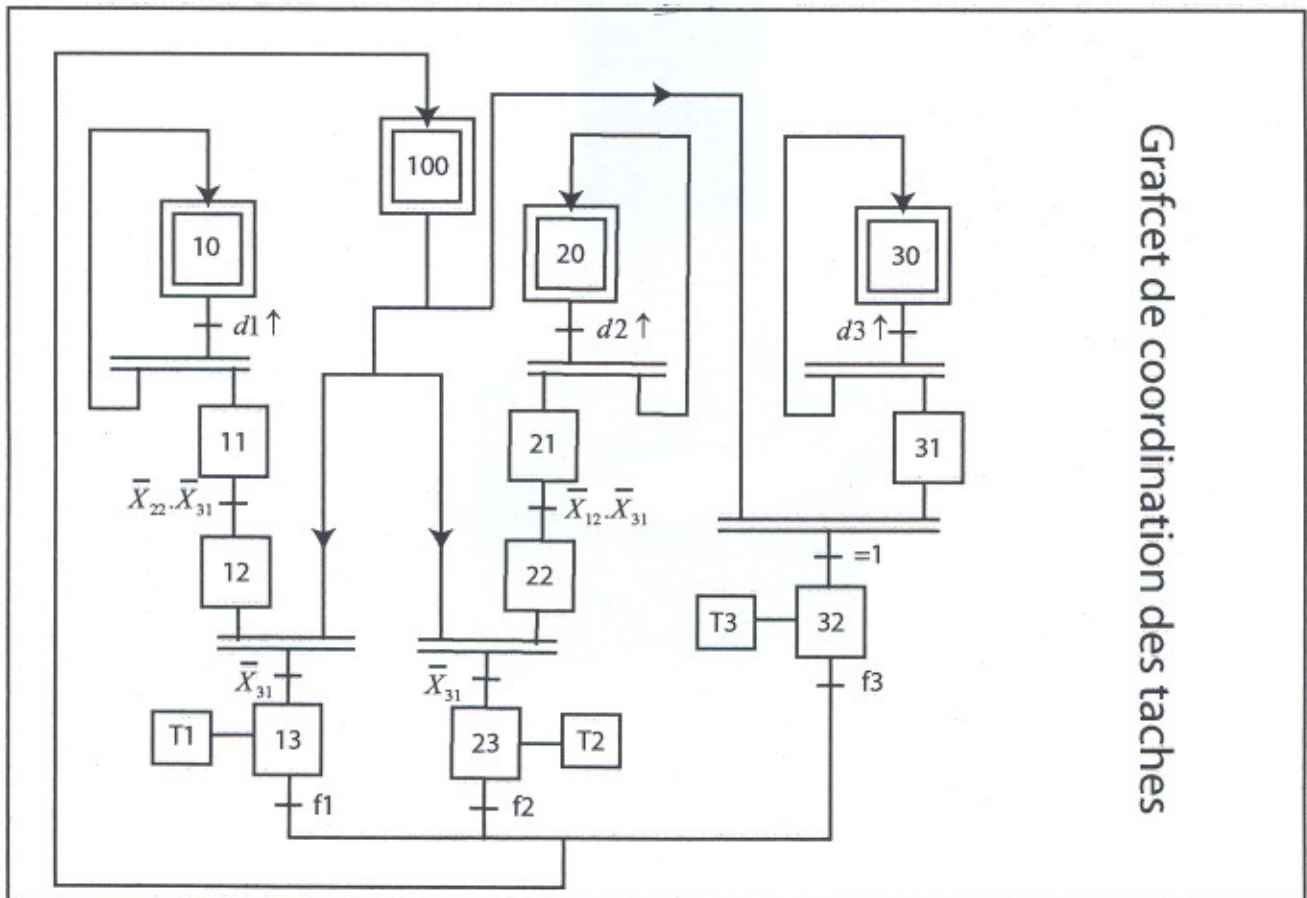 100
10
20
30
d1 ↑
d2 ↑
d3 ↑
11
21
31
X̅₂₂.X̅₃₁
X̅₁₂.X̅₃₁
12
22
=1
T3
32
X̅₃₁
X̅₃₁
f3
T1
13
23
T2
f1
f2
Grafcet de coordination des taches